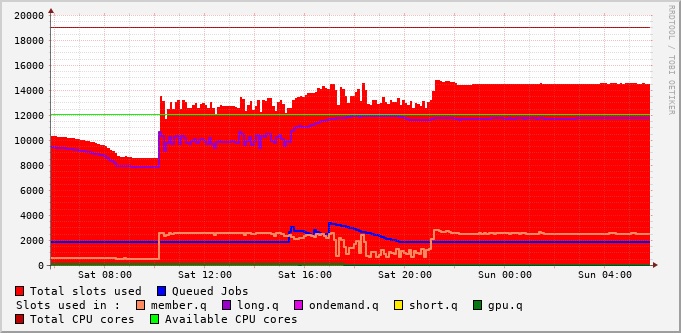 20000
18000
16000
14000
12000
10000
8000
6000
4000
2000
0
Sat 08:00 Sat 12:00 Sat 16:00 Sat 20:00 Sun 00:00 Sun 04:00
Total slots used Queued Jobs
Slots used in : member.q long.q ondemand.q short.q gpu.q
Total CPU cores Available CPU cores
RRDTOOL / TOBI OETIKER